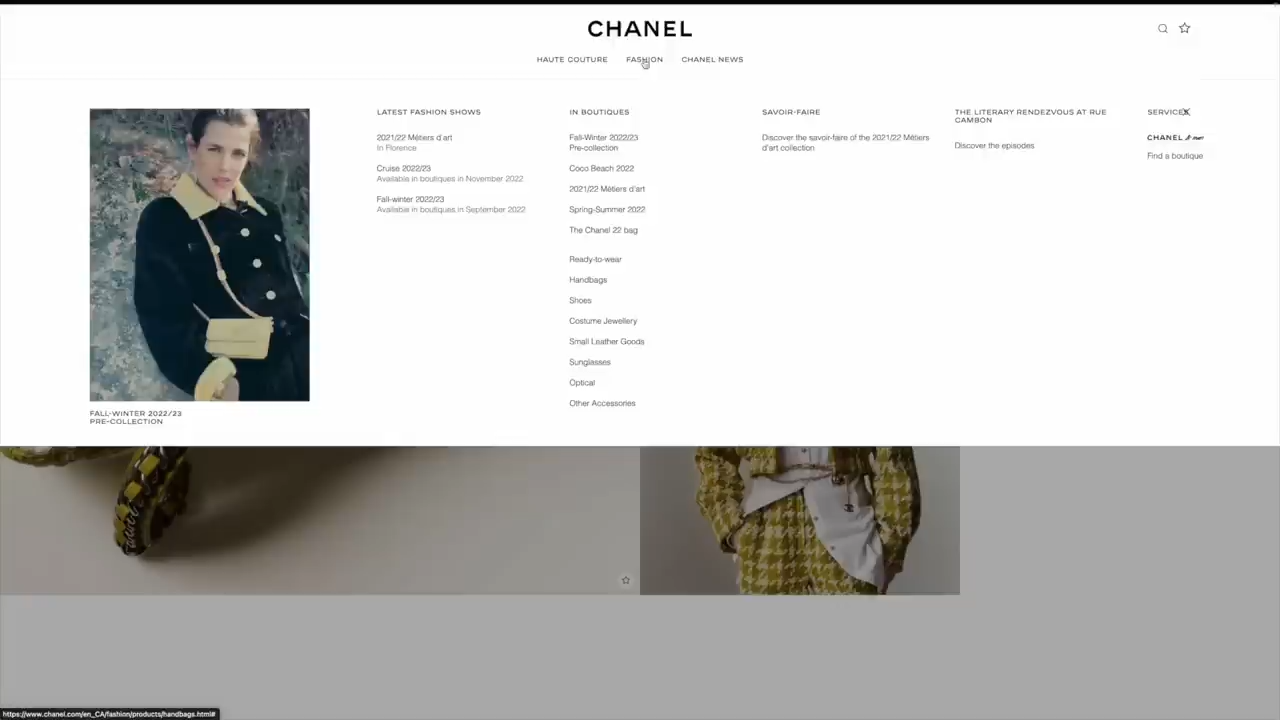 CHANEL
HAUTE COUTURE
FASHION
CHANEL NEWS
FALL-WINTER 2022/23
PRE-COLLECTION
LATEST FASHION SHOWS
2021/22 Métiers d'art
In Florence
Cruise 2022/23
Available in boutiques in November 2022
Fall-winter 2022/23
Available in boutiques in September 2022
IN BOUTIQUES
Fall-Winter 2022/23
Pre-collection
Coco Beach 2022
2021/22 Métiers d'art
Spring-Summer 2022
The Chanel 22 bag
Ready-to-wear
Handbags
Shoes
Costume Jewellery
Small Leather Goods
Sunglasses
Optical
Other Accessories
SAVOIR-FAIRE
Discover the savoir-faire of the 2021/22 Métiers
d'art collection
THE LITERARY RENDEZVOUS AT RUE
CAMBON
Discover the episodes
SERVICES
CHANEL & moi
Find a boutique
https://www.chanel.com/en_CA/fashion/products/handbags.html#